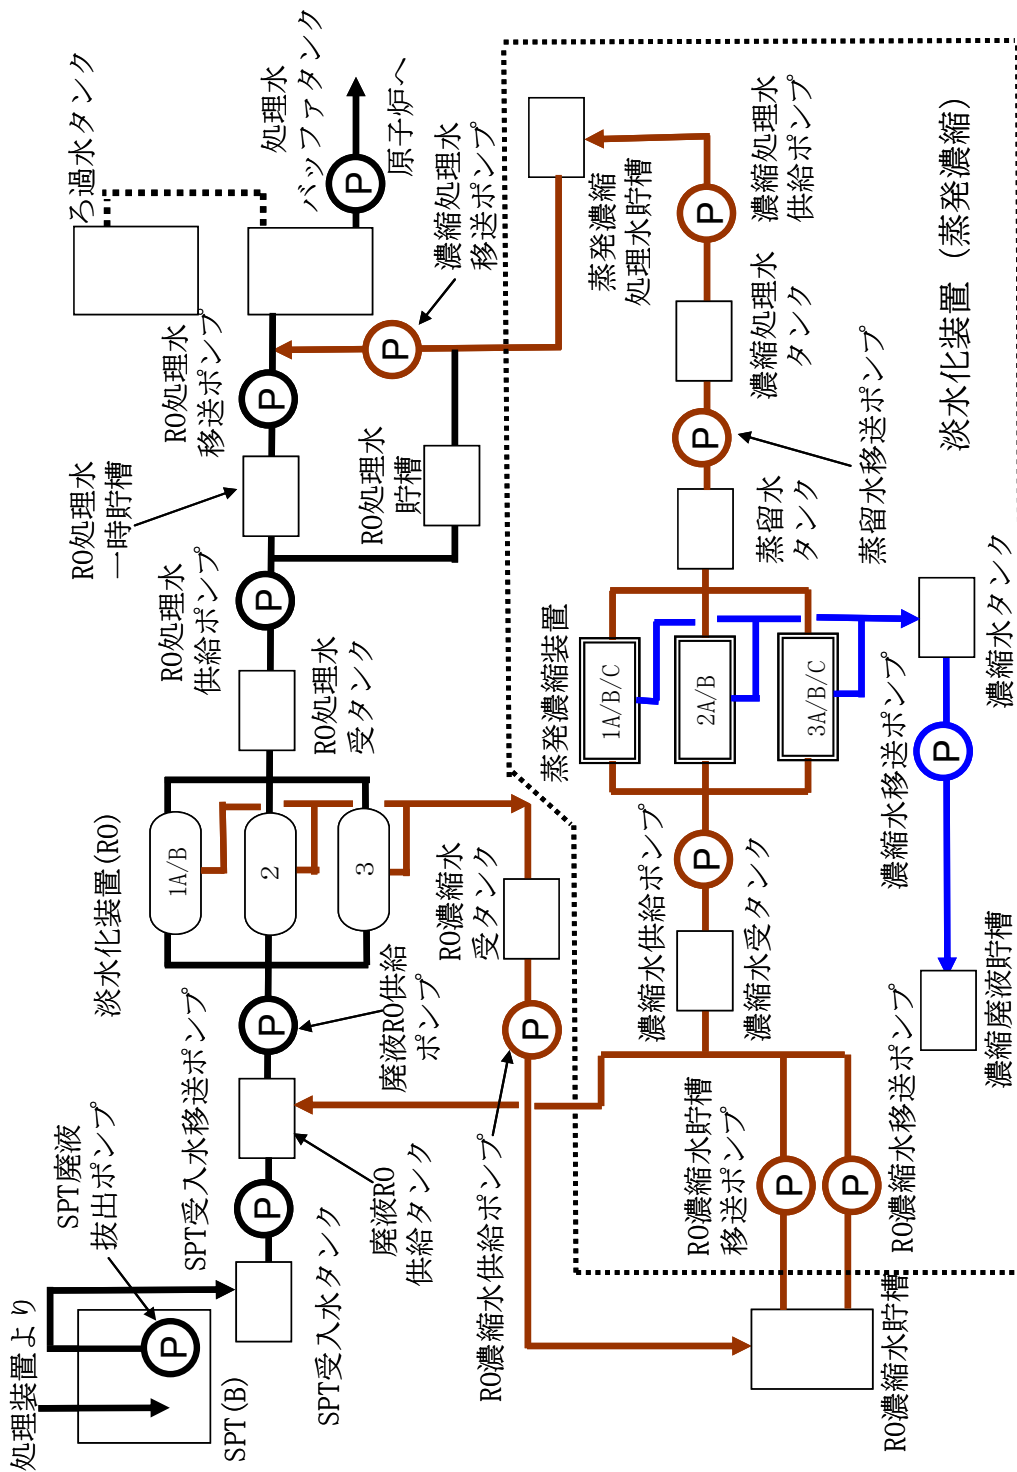 処理装置より
SPT(B)
P
SPT廃液
抜出ポンプ
SPT受入水タンク
P
SPT受入水移送ポンプ
廃液RO
供給タンク
P
廃液RO供給
ポンプ
淡水化装置(RO)
1A/B
2
3
RO処理水
受タンク
P
RO処理水
供給ポンプ
RO処理水
一時貯槽
RO処理水
貯槽
P
RO処理水
移送ポンプ
ろ過水タンク
処理水
バッファタンク
P
原子炉へ
P
濃縮処理水
移送ポンプ
RO濃縮水
受タンク
P
RO濃縮水供給ポンプ
RO濃縮水貯槽
P
RO濃縮水貯槽
移送ポンプ
P
RO濃縮水移送ポンプ
濃縮水受タンク
P
濃縮水供給ポンプ
蒸発濃縮装置
1A/B/C
2A/B
3A/B/C
蒸留水
タンク
P
蒸留水移送ポンプ
濃縮処理水
タンク
P
濃縮処理水
供給ポンプ
蒸発濃縮
処理水貯槽
濃縮水タンク
P
濃縮水移送ポンプ
濃縮廃液貯槽
淡水化装置(蒸発濃縮)